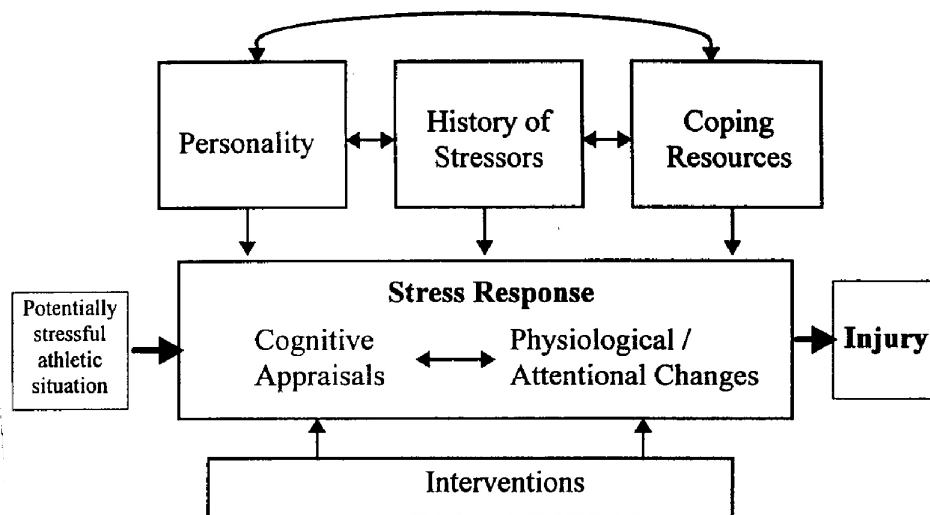 Personality
History of
Stressors
Coping
Resources
Potentially
stressful
athletic
situation
Stress Response
Cognitive
Appraisals
Physiological /
Attentional Changes
Injury
Interventions